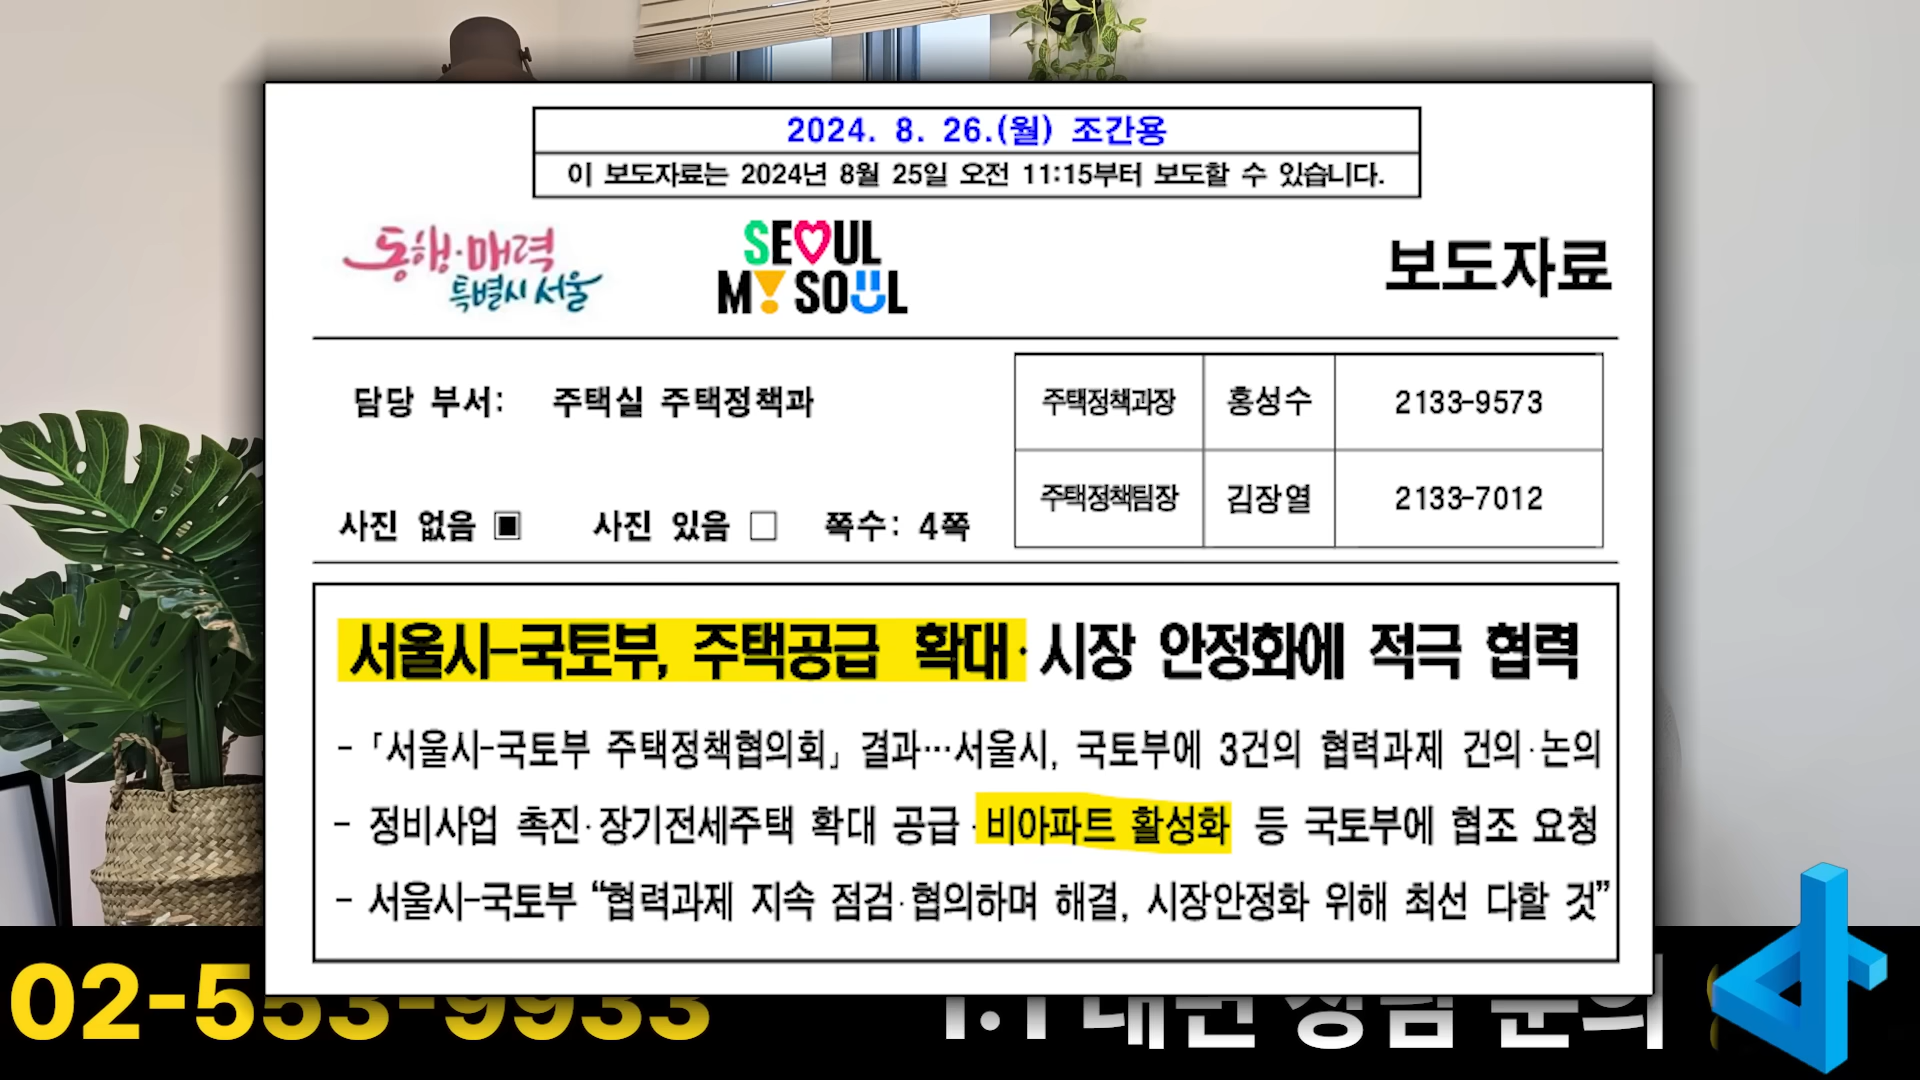 2024. 8. 26.(월) 조간용
이 보도자료는 2024년 8월 25일 오전 11:15부터 보도할 수 있습니다.
동행·매력
특별시 서울
SEOUL
MY SOUL
보도자료
담당 부서: 주택실 주택정책과
주택정책과장 홍성수 2133-9573
주택정책팀장 김장열 2133-7012
사진 없음 ▣ 사진 있음 □ 쪽수: 4쪽
서울시-국토부, 주택공급 확대·시장 안정화에 적극 협력
- 「서울시-국토부 주택정책협의회」 결과…서울시, 국토부에 3건의 협력과제 건의·논의
- 정비사업 촉진·장기전세주택 확대 공급·비아파트 활성화 등 국토부에 협조 요청
- 서울시-국토부 “협력과제 지속 점검·협의하며 해결, 시장안정화 위해 최선 다할 것”
02-553-9933